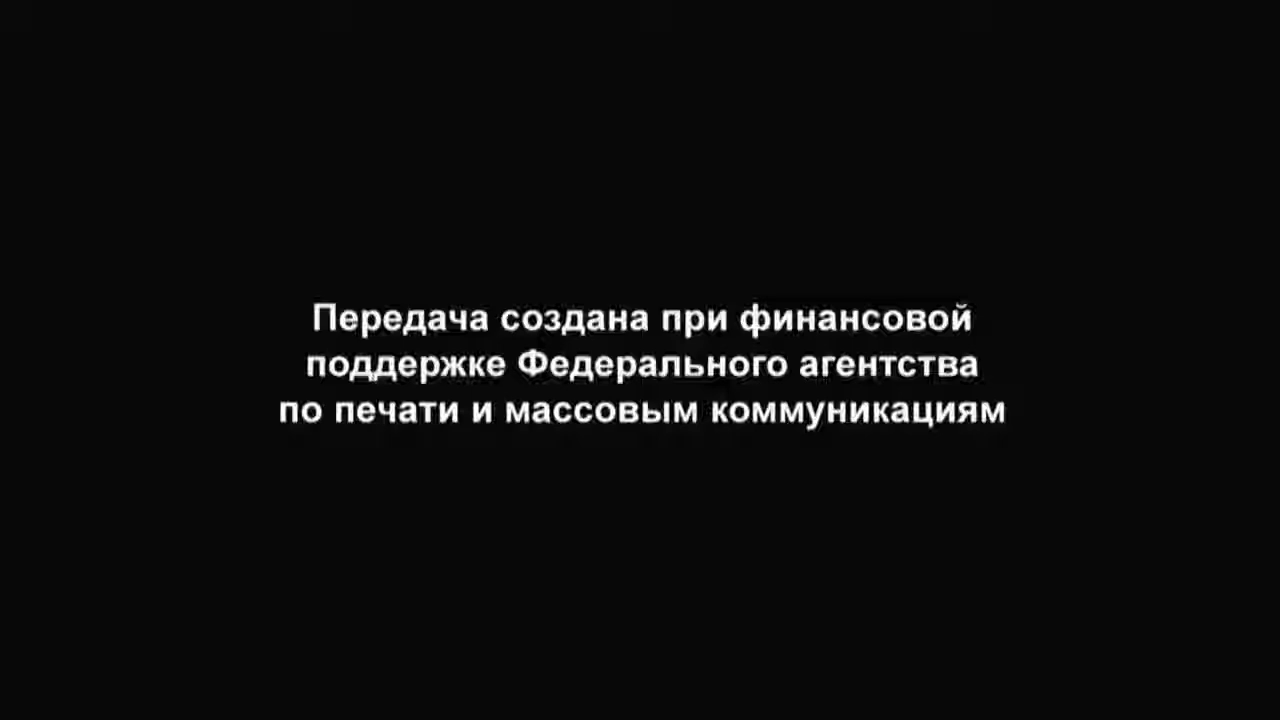 Передача создана при финансовой
поддержке Федерального агентства
по печати и массовым коммуникациям